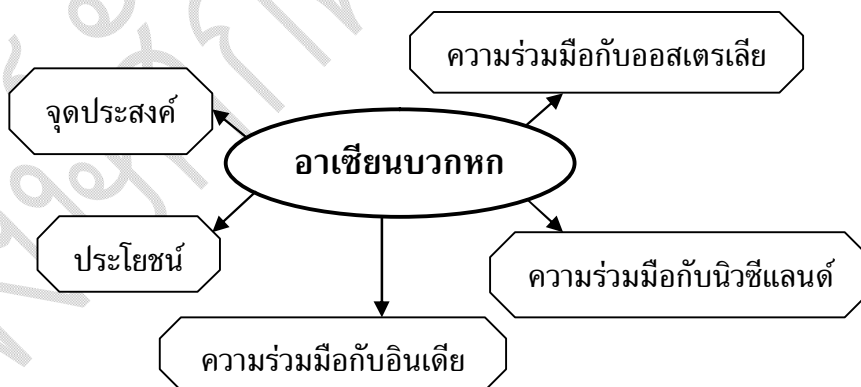 ความร่วมมือกับออสเตรเลีย
จุดประสงค์
อาเซียนบวกหก
ประโยชน์
ความร่วมมือกับนิวซีแลนด์
ความร่วมมือกับอินเดีย